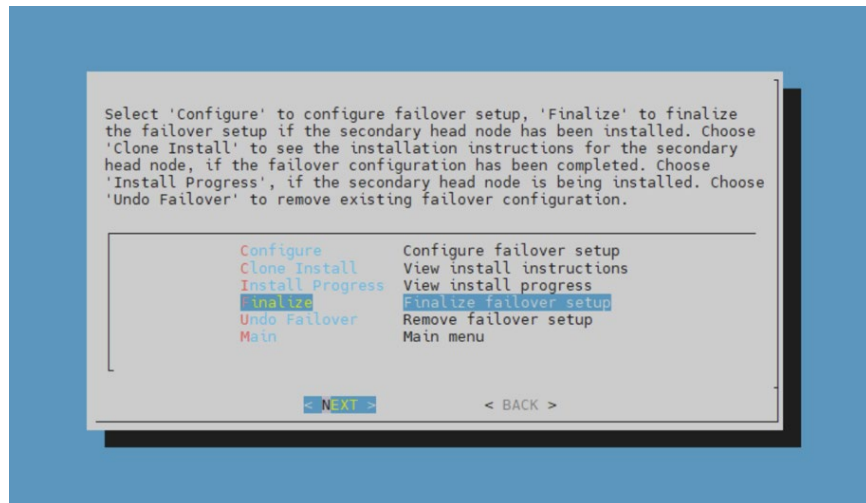 Select 'Configure' to configure failover setup, 'Finalize' to finalize
the failover setup if the secondary head node has been installed. Choose
'Clone Install' to see the installation instructions for the secondary
head node, if the failover configuration has been completed. Choose
'Install Progress', if the secondary head node is being installed. Choose
'Undo Failover' to remove existing failover configuration.
Configure Configure failover setup
Clone Install View install instructions
Install Progress View install progress
Finalize Finalize failover setup
Undo Failover Remove failover setup
Main Main menu
< NEXT > < BACK >